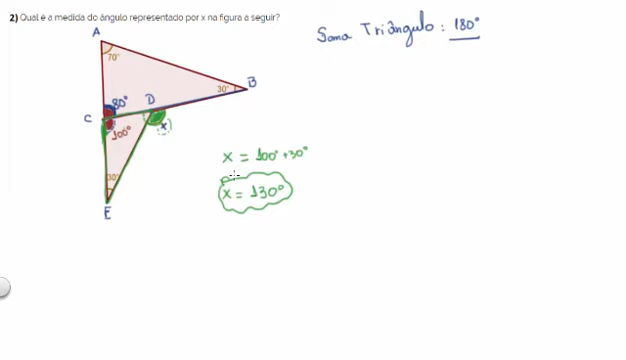 2) Qual é a medida do ângulo representado por x na figura a seguir?
Soma Triângulo: 180°
A
70°
30°
B
80°
D
C
100°
x
30°
E
x = 100° + 30°
x = 130°